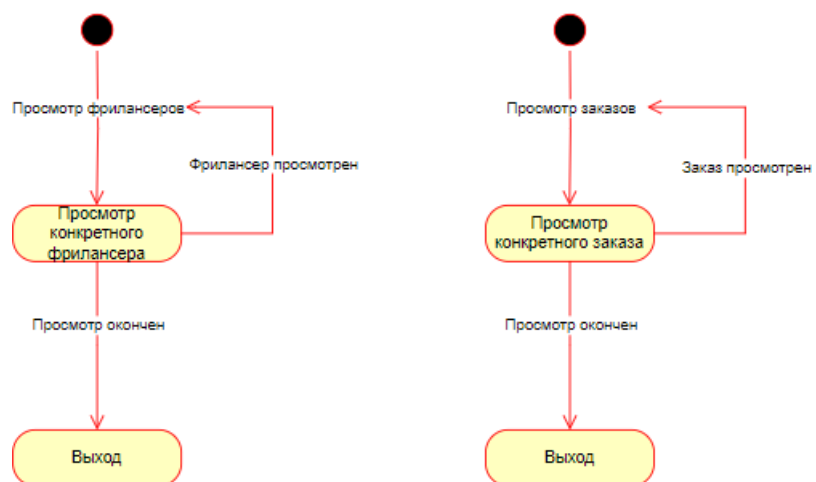 Просмотр фрилансеров
Фрилансер просмотрен
Просмотр
конкретного
фрилансера
Просмотр окончен
Выход
Просмотр заказов
Заказ просмотрен
Просмотр
конкретного заказа
Просмотр окончен
Выход